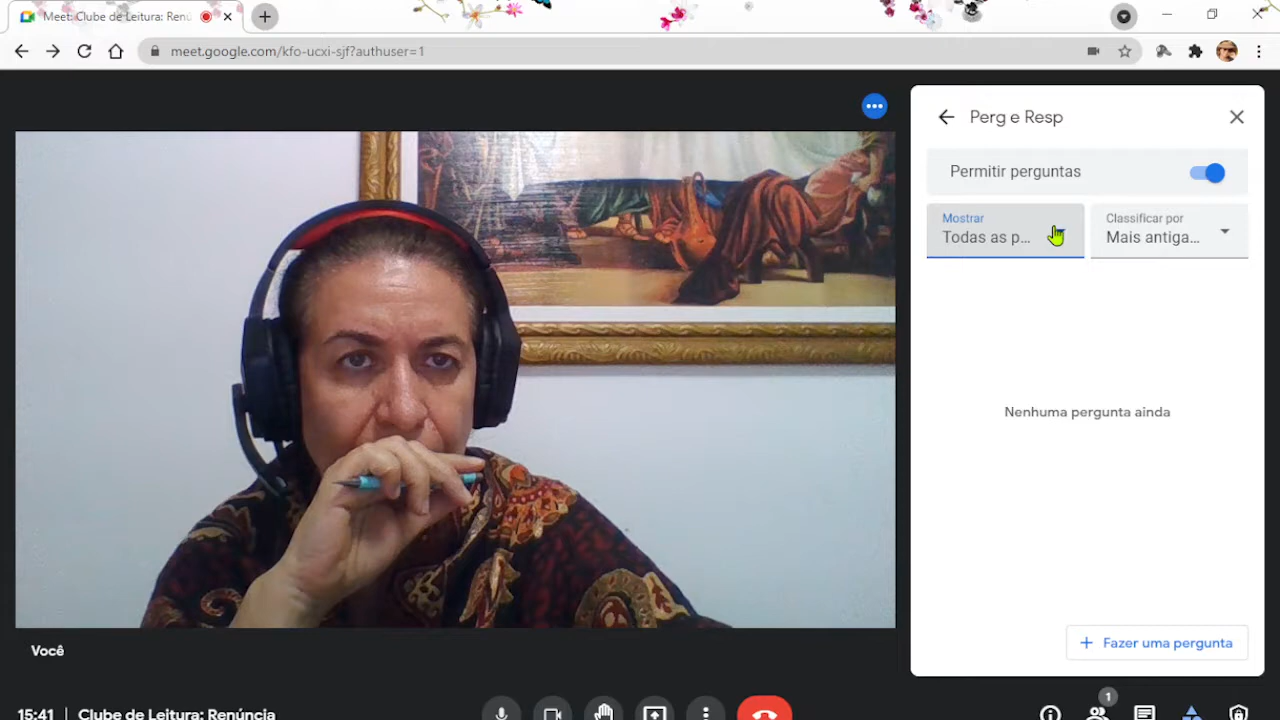 Meet: Clube de Leitura: Renú
meet.google.com/kfo-ucxi-sjf?authuser=1
Perg e Resp
Permitir perguntas
Mostrar
Todas as p...
Classificar por
Mais antiga...
Nenhuma pergunta ainda
Fazer uma pergunta
Você
15:41 | Clube de Leitura: Renúncia
1